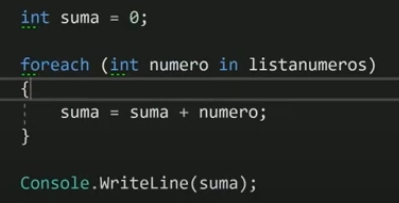 int suma = 0;
foreach (int numero in listanumeros)
{
suma = suma + numero;
}
Console.WriteLine(suma);